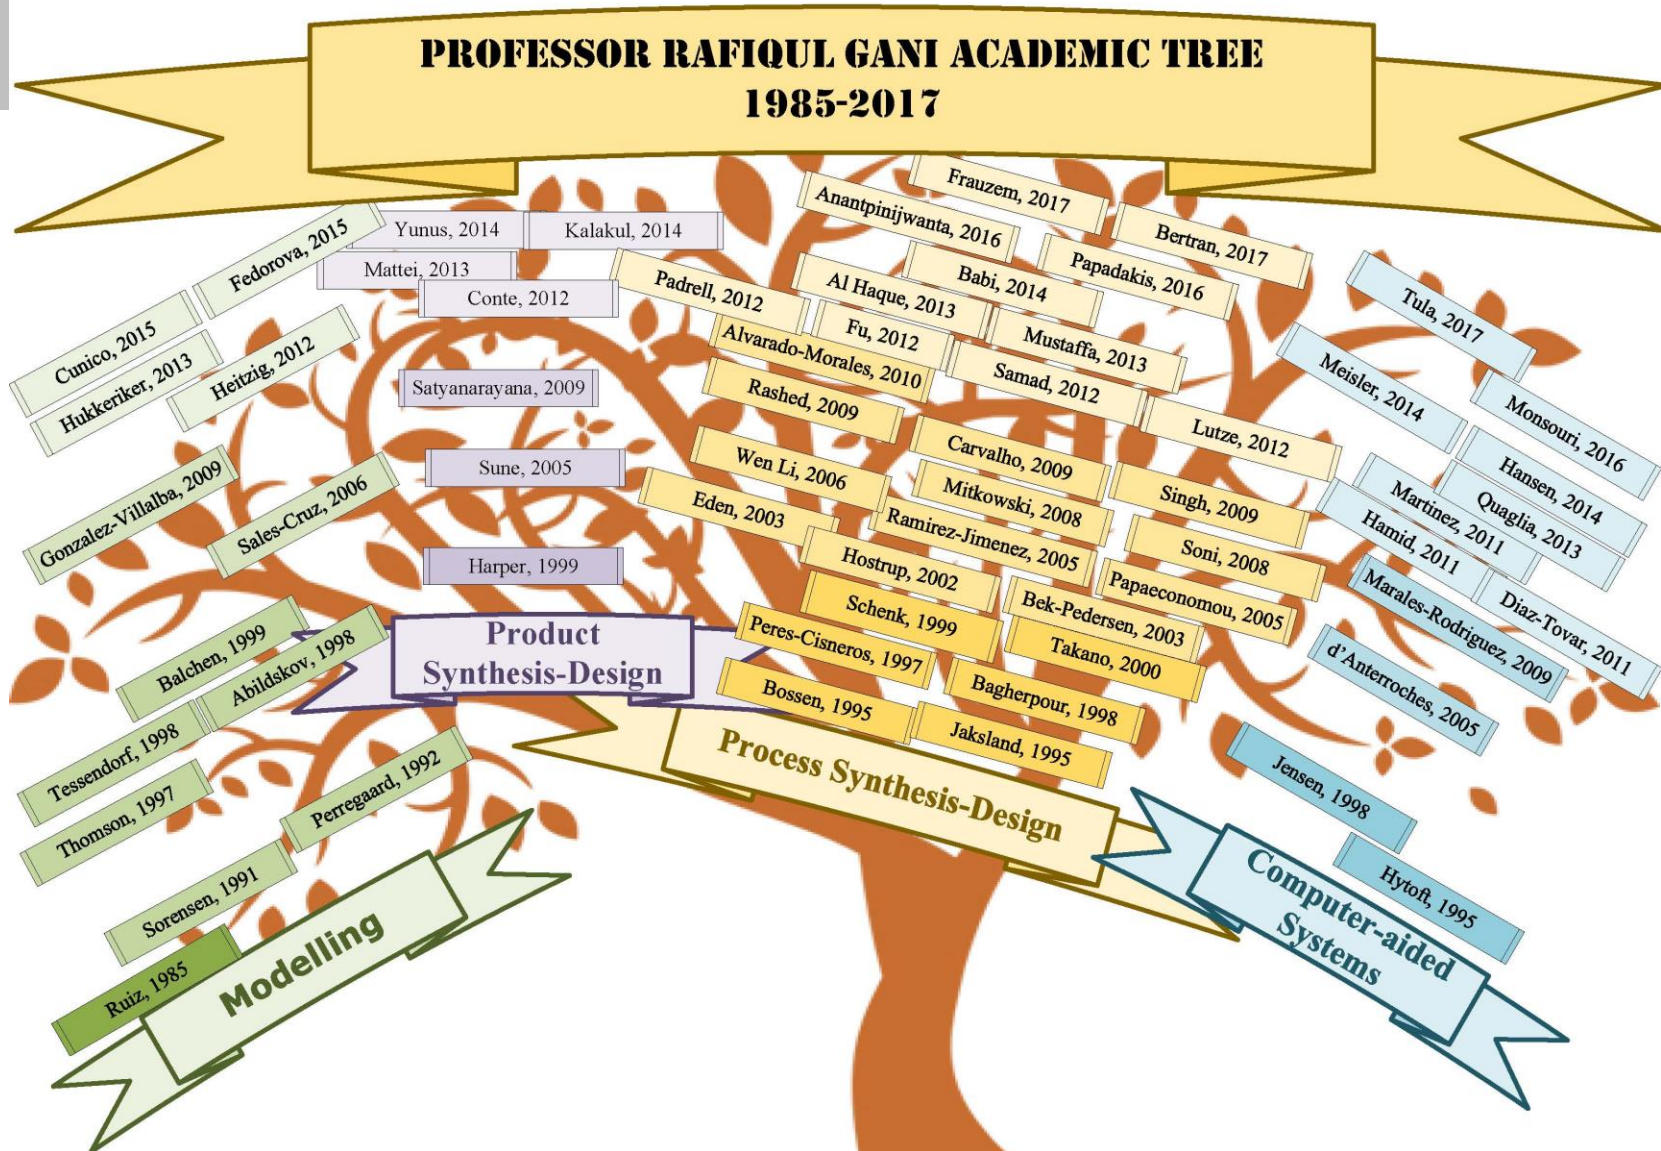 PROFESSOR RAFIQUL GANI ACADEMIC TREE
1985-2017
Fedorova, 2015
Cunico, 2015
Hukkeriker, 2013
Heitzig, 2012
Gonzalez-Villalba, 2009
Sales-Cruz, 2006
Balchen, 1999
Abildskov, 1998
Tessendorf, 1998
Thomson, 1997
Perregaard, 1992
Sorensen, 1991
Ruiz, 1985
Modelling
Yunus, 2014
Kalakul, 2014
Mattei, 2013
Conte, 2012
Satyanarayana, 2009
Sune, 2005
Harper, 1999
Product
Synthesis-Design
Frauzem, 2017
Bertran, 2017
Anantpinijwanta, 2016
Papadakis, 2016
Babi, 2014
Al Haque, 2013
Padrell, 2012
Mustaffa, 2013
Fu, 2012
Samad, 2012
Lutze, 2012
Alvarado-Morales, 2010
Rashed, 2009
Carvalho, 2009
Singh, 2009
Wen Li, 2006
Mitkowski, 2008
Soni, 2008
Eden, 2003
Ramirez-Jimenez, 2005
Papaeconomou, 2005
Hostrup, 2002
Bek-Pedersen, 2003
Schenk, 1999
Takano, 2000
Peres-Cisneros, 1997
Bagherpour, 1998
Bossen, 1995
Jaksland, 1995
Process Synthesis-Design
Tula, 2017
Monsouri, 2016
Meisler, 2014
Hansen, 2014
Quaglia, 2013
Martinez, 2011
Hamid, 2011
Diaz-Tovar, 2011
Marales-Rodriguez, 2009
d'Anterroches, 2005
Jensen, 1998
Hytoft, 1995
Computer-aided
Systems